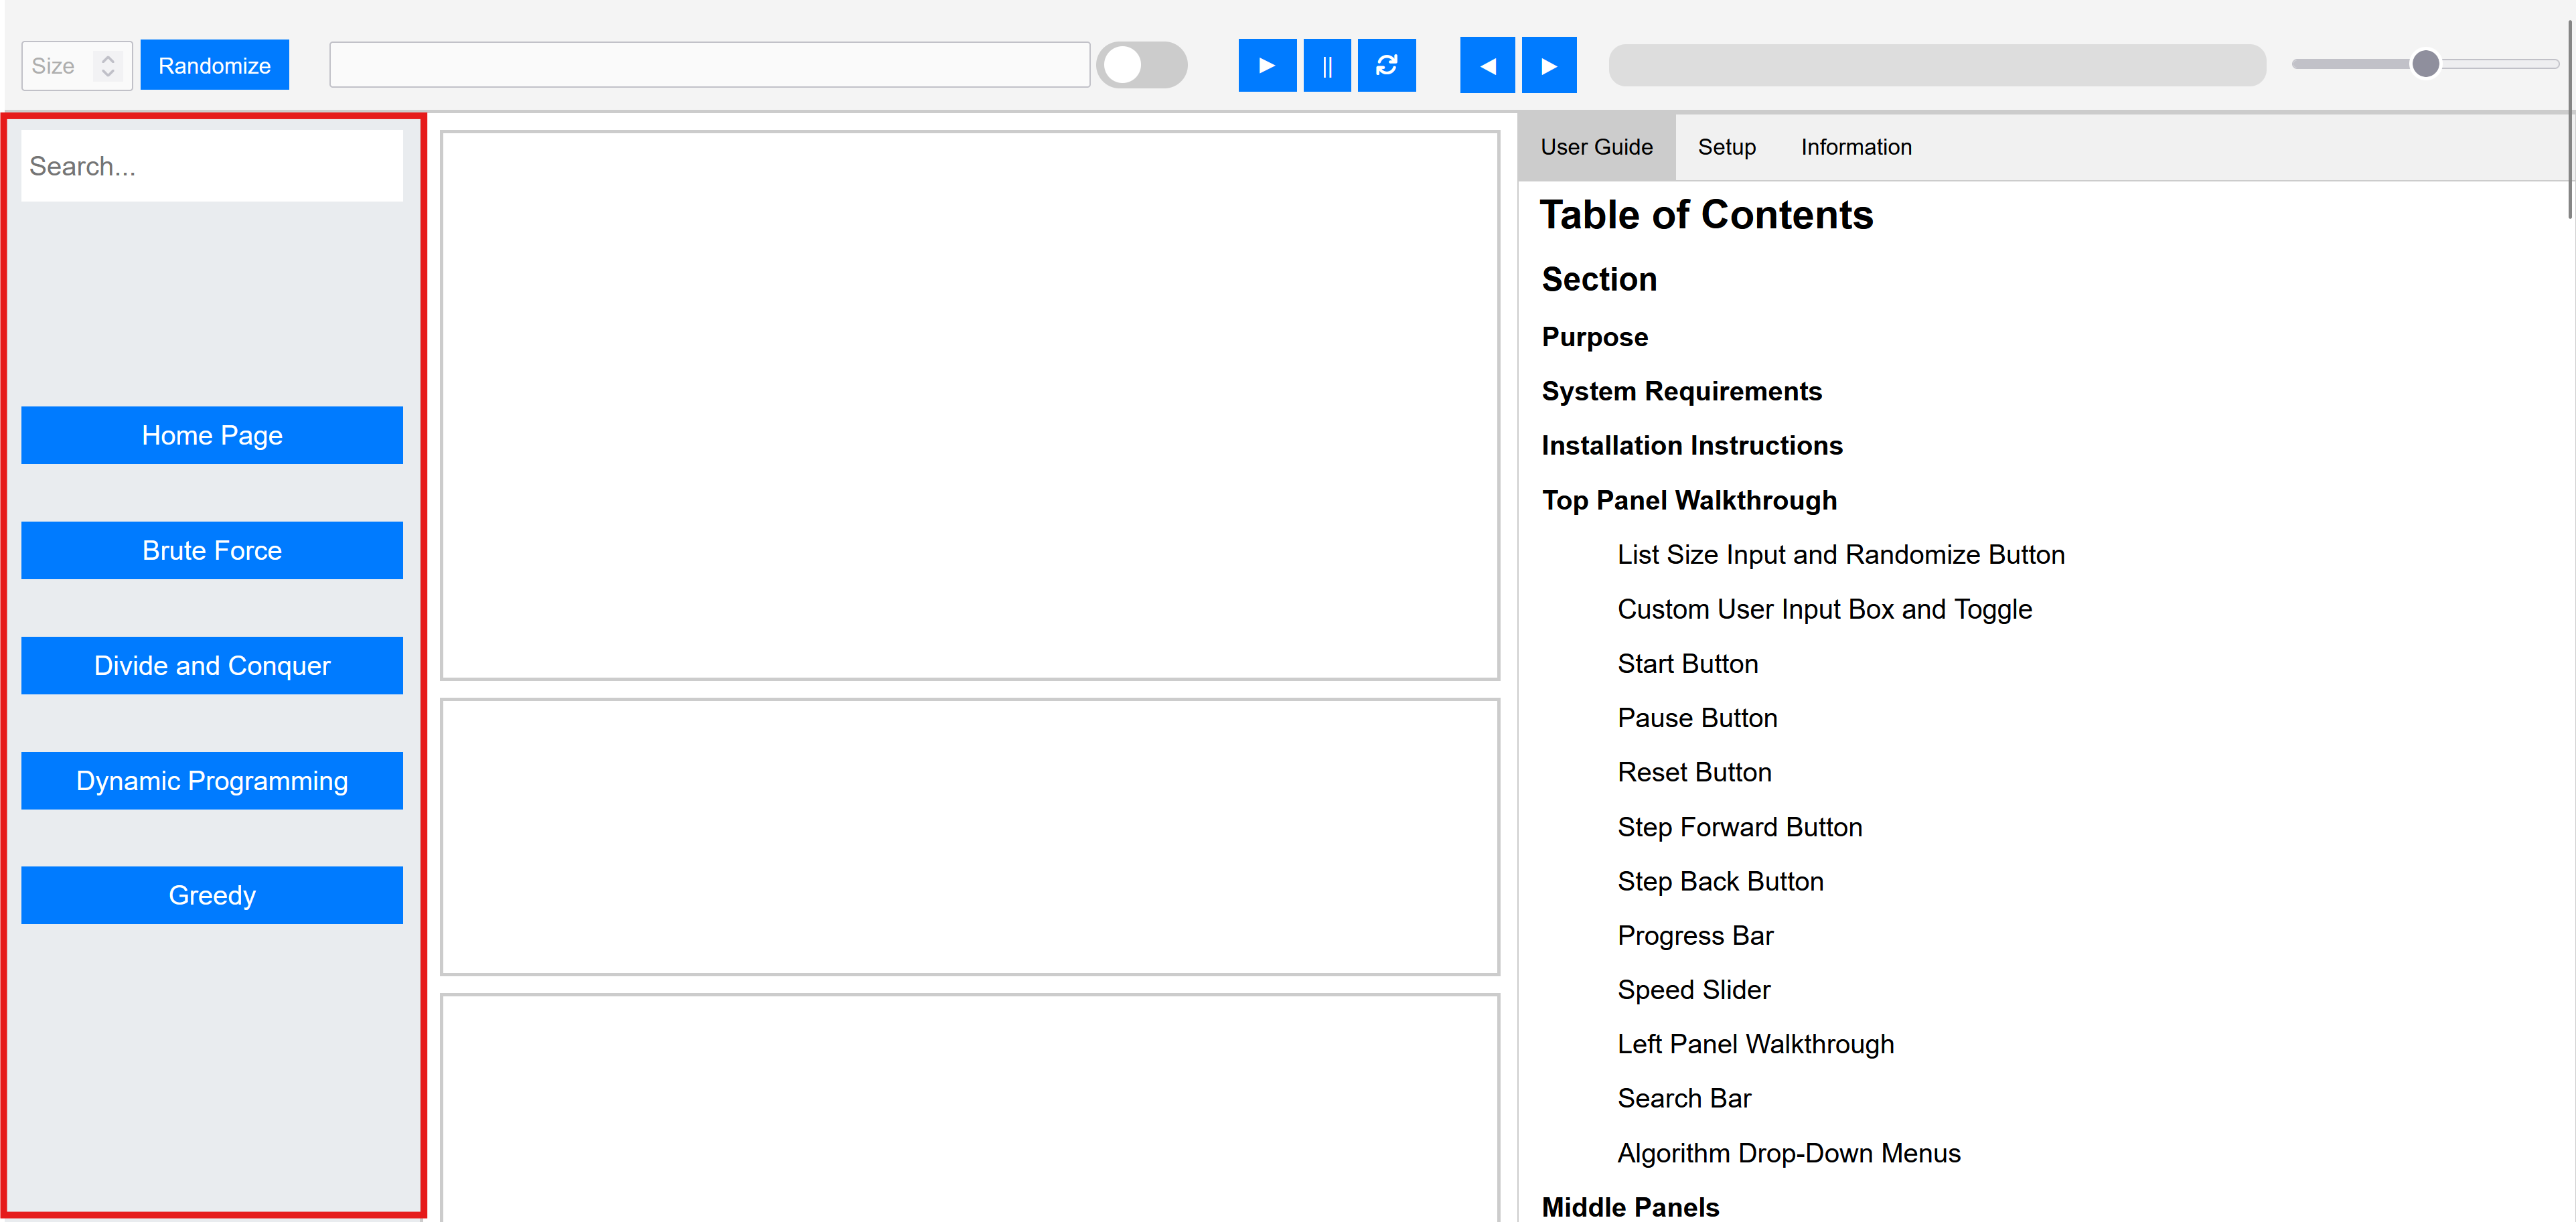 Size
Randomize
Search...
Home Page
Brute Force
Divide and Conquer
Dynamic Programming
Greedy
User Guide Setup Information
Table of Contents
Section
Purpose
System Requirements
Installation Instructions
Top Panel Walkthrough
List Size Input and Randomize Button
Custom User Input Box and Toggle
Start Button
Pause Button
Reset Button
Step Forward Button
Step Back Button
Progress Bar
Speed Slider
Left Panel Walkthrough
Search Bar
Algorithm Drop-Down Menus
Middle Panels